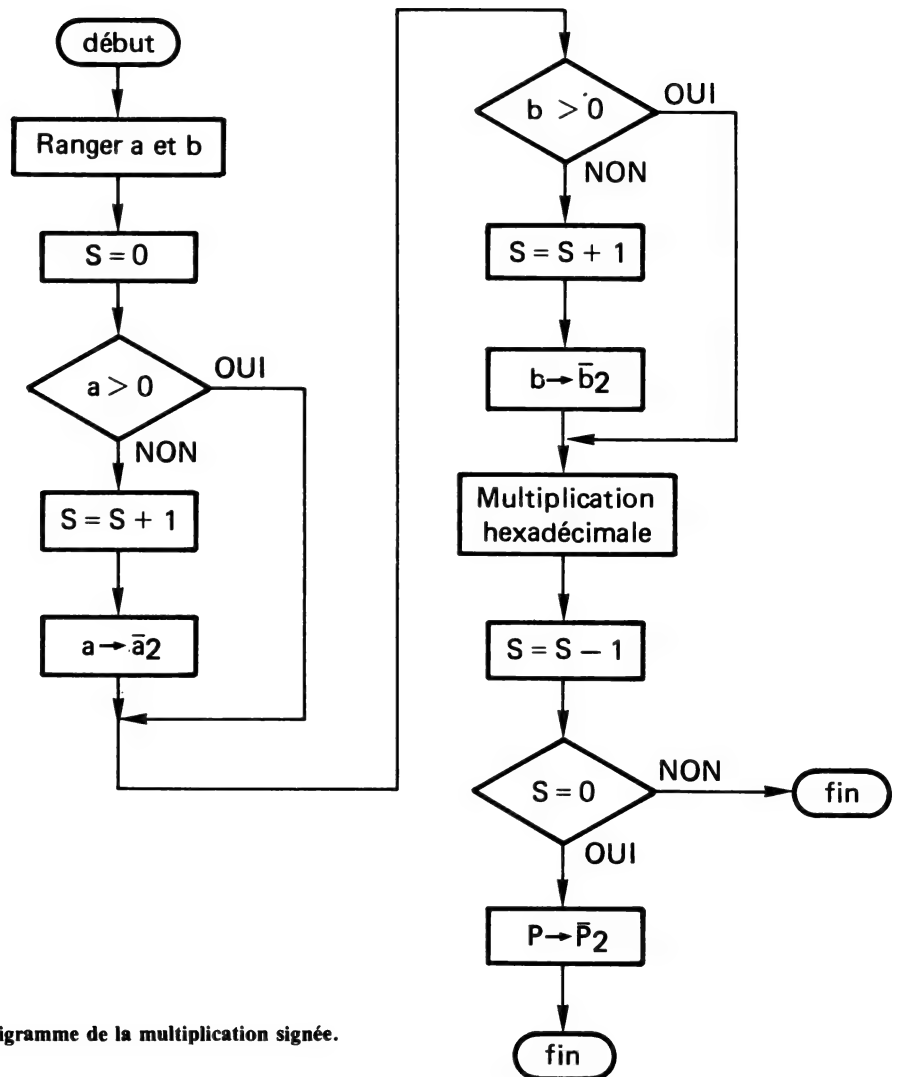 début
Ranger a et b
S = 0
a > 0
OUI
NON
S = S + 1
a → a̅2
b > 0
OUI
NON
S = S + 1
b → b̅2
Multiplication
hexadécimale
S = S − 1
S = 0
NON
fin
OUI
P → P̅2
fin
igramme de la multiplication signée.